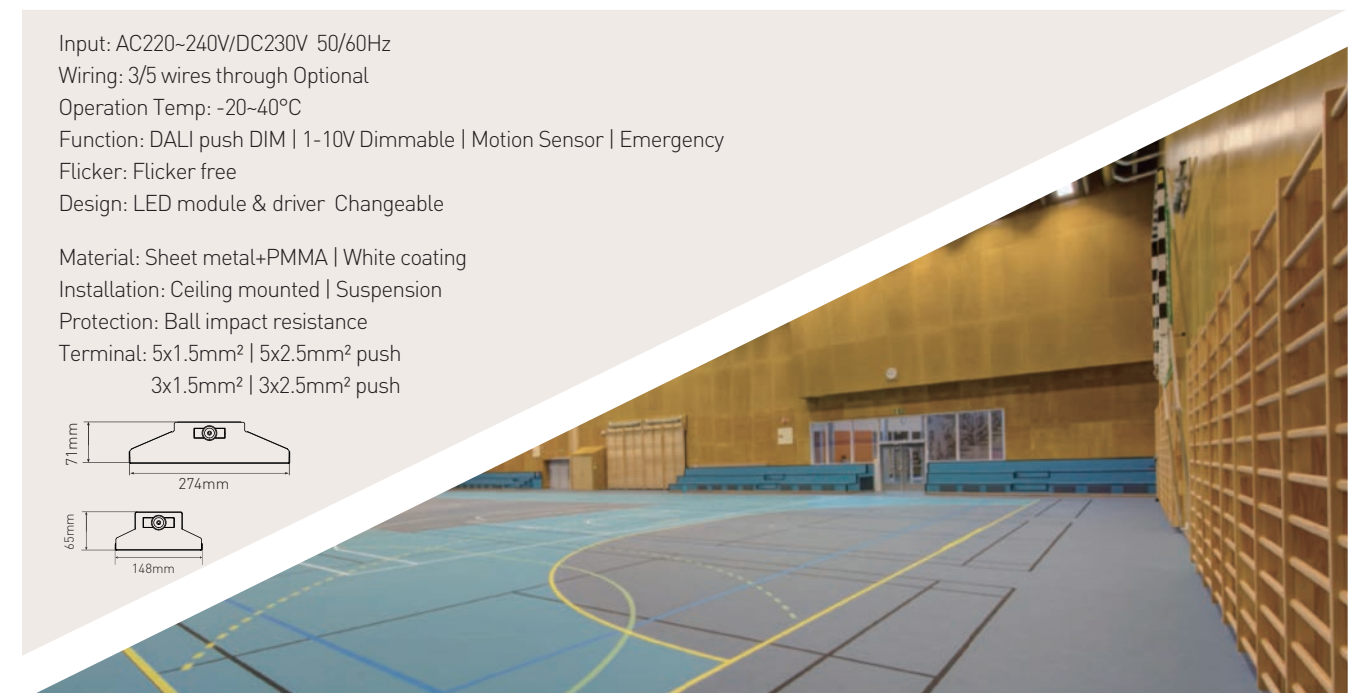 Input: AC220~240V/DC230V 50/60Hz
Wiring: 3/5 wires through Optional
Operation Temp: -20~40°C
Function: DALI push DIM | 1-10V Dimmable | Motion Sensor | Emergency
Flicker: Flicker free
Design: LED module & driver Changeable
Material: Sheet metal+PMMA | White coating
Installation: Ceiling mounted | Suspension
Protection: Ball impact resistance
Terminal: 5x1.5mm² | 5x2.5mm² push
3x1.5mm² | 3x2.5mm² push
71mm
274mm
65mm
148mm